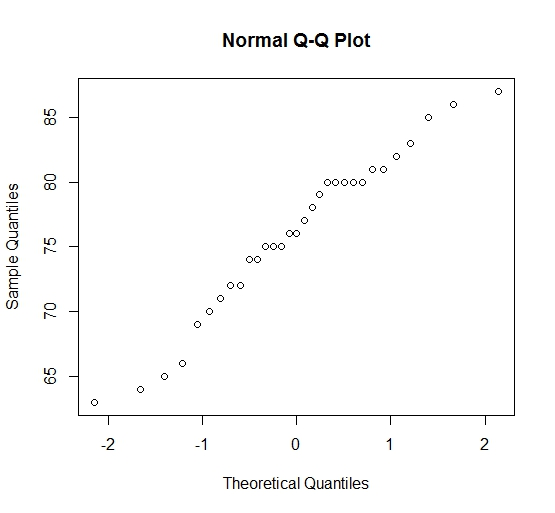 Normal Q-Q Plot
85
80
75
70
65
Sample Quantiles
-2 -1 0 1 2
Theoretical Quantiles